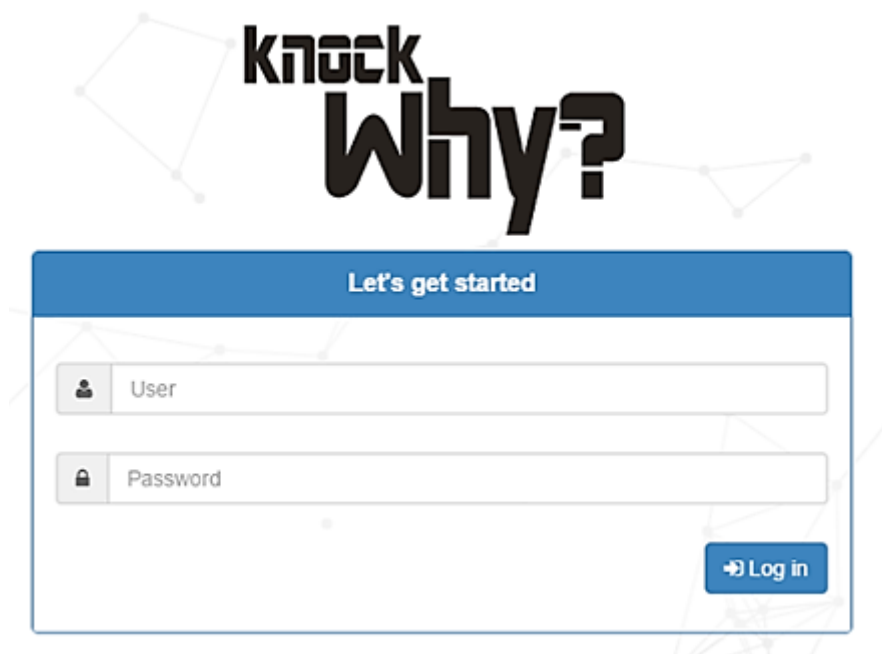 knock
Why?
Let's get started
User
Password
Log in